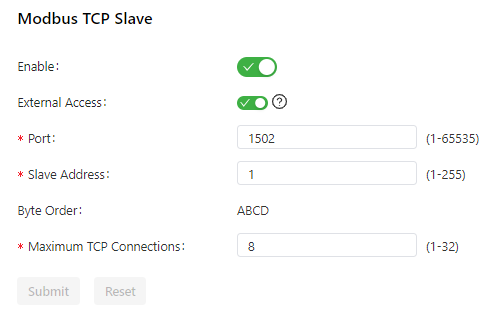 Modbus TCP Slave
Enable:
External Access: ?
* Port: 1502 (1-65535)
* Slave Address: 1 (1-255)
Byte Order: ABCD
* Maximum TCP Connections: 8 (1-32)
Submit Reset